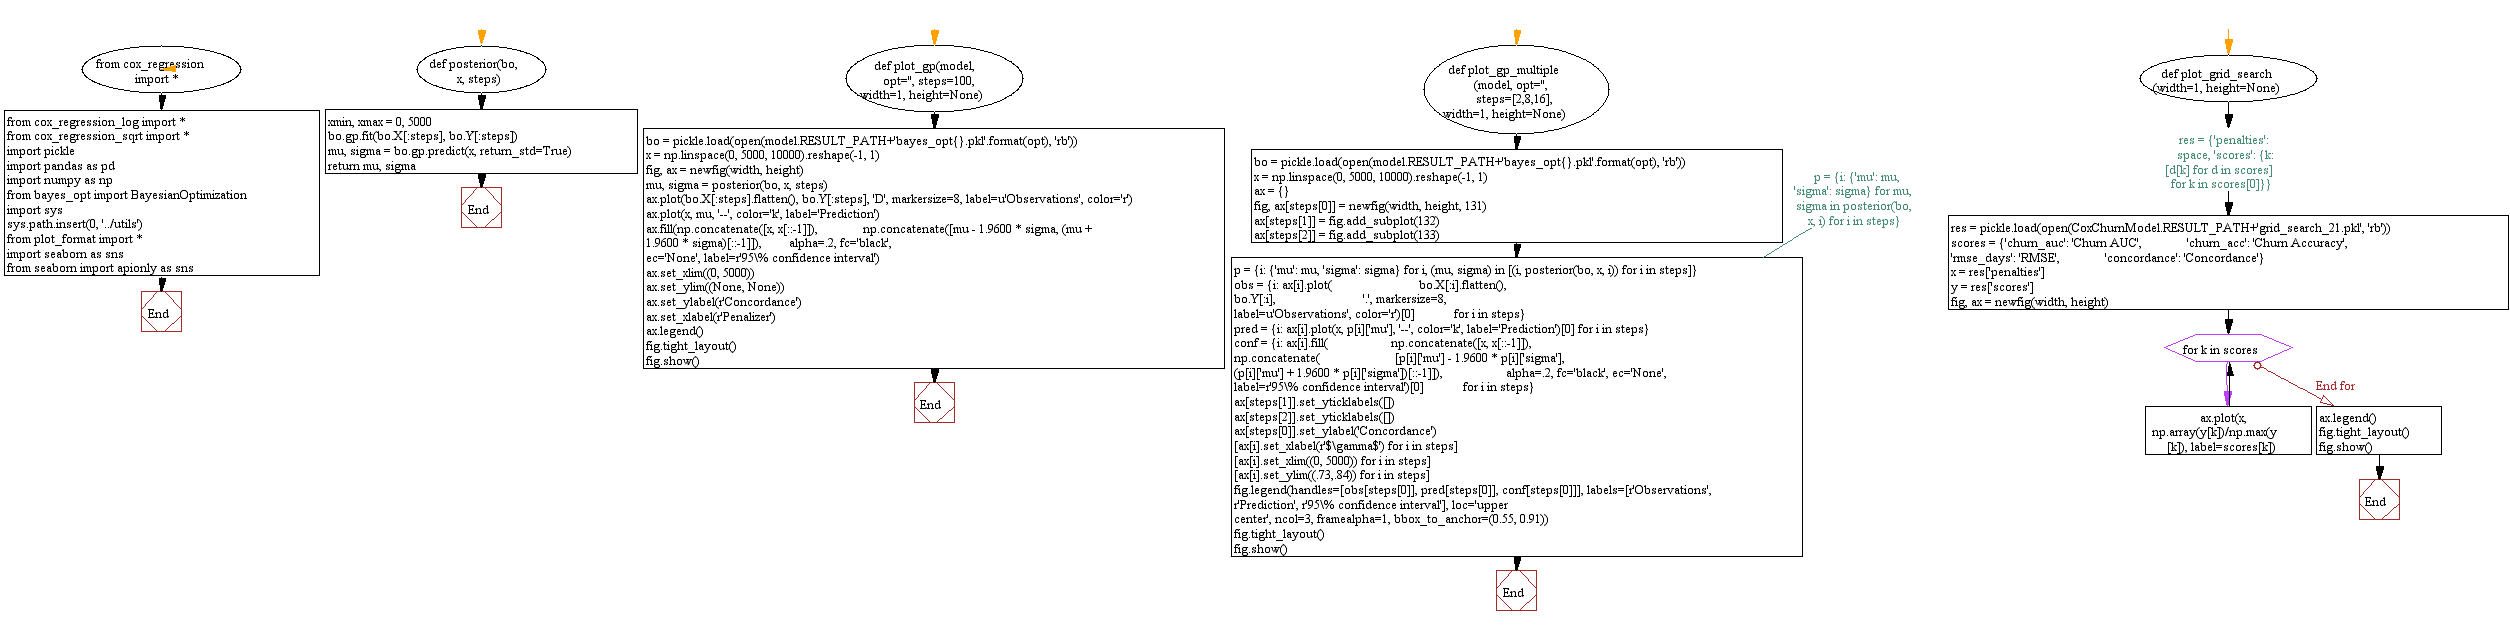 from cox_regression
import *
from cox_regression_log import *
from cox_regression_sqrt import *
import pickle
import pandas as pd
import numpy as np
from bayes_opt import BayesianOptimization
import sys
sys.path.insert(0, '../utils')
from plot_format import *
import seaborn as sns
from seaborn import apionly as sns
End
def posterior(bo,
x, steps)
xmin, xmax = 0, 5000
bo.gp.fit(bo.X[:steps], bo.Y[:steps])
mu, sigma = bo.gp.predict(x, return_std=True)
return mu, sigma
End
def plot_gp(model,
opt='', steps=100,
width=1, height=None)
bo = pickle.load(open(model.RESULT_PATH+'bayes_opt{}.pkl'.format(opt), 'rb'))
x = np.linspace(0, 5000, 10000).reshape(-1, 1)
fig, ax = newfig(width, height)
mu, sigma = posterior(bo, x, steps)
ax.plot(bo.X[:steps].flatten(), bo.Y[:steps], 'D', markersize=8, label=u'Observations', color='r')
ax.plot(x, mu, '--', color='k', label='Prediction')
ax.fill(np.concatenate([x, x[::-1]]), np.concatenate([mu - 1.9600 * sigma, (mu +
1.9600 * sigma)[::-1]]), alpha=.2, fc='black',
ec='None', label=r'95\% confidence interval')
ax.set_xlim((0, 5000))
ax.set_ylim((None, None))
ax.set_ylabel(r'Concordance')
ax.set_xlabel(r'Penalizer')
ax.legend()
fig.tight_layout()
fig.show()
End
def plot_gp_multiple
(model, opt='',
steps=[2,8,16],
width=1, height=None)
bo = pickle.load(open(model.RESULT_PATH+'bayes_opt{}.pkl'.format(opt), 'rb'))
x = np.linspace(0, 5000, 10000).reshape(-1, 1)
ax = {}
fig, ax[steps[0]] = newfig(width, height, 131)
ax[steps[1]] = fig.add_subplot(132)
ax[steps[2]] = fig.add_subplot(133)
p = {i: {'mu': mu,
'sigma': sigma} for mu,
sigma in posterior(bo,
x, i) for i in steps}
p = {i: {'mu': mu, 'sigma': sigma} for i, (mu, sigma) in [(i, posterior(bo, x, i)) for i in steps]}
obs = {i: ax[i].plot( bo.X[:i].flatten(),
bo.Y[:i], '.', markersize=8,
label=u'Observations', color='r')[0] for i in steps}
pred = {i: ax[i].plot(x, p[i]['mu'], '--', color='k', label='Prediction')[0] for i in steps}
conf = {i: ax[i].fill( np.concatenate([x, x[::-1]]),
np.concatenate( [p[i]['mu'] - 1.9600 * p[i]['sigma'],
(p[i]['mu'] + 1.9600 * p[i]['sigma'])[::-1]]), alpha=.2, fc='black', ec='None',
label=r'95\% confidence interval')[0] for i in steps}
ax[steps[1]].set_yticklabels([])
ax[steps[2]].set_yticklabels([])
ax[steps[0]].set_ylabel('Concordance')
[ax[i].set_xlabel(r'$\gamma$') for i in steps]
[ax[i].set_xlim((0, 5000)) for i in steps]
[ax[i].set_ylim((.73,.84)) for i in steps]
fig.legend(handles=[obs[steps[0]], pred[steps[0]], conf[steps[0]]], labels=[r'Observations',
r'Prediction', r'95\% confidence interval'], loc='upper
center', ncol=3, framealpha=1, bbox_to_anchor=(0.55, 0.91))
fig.tight_layout()
fig.show()
End
def plot_grid_search
(width=1, height=None)
res = {'penalties':
space, 'scores': {k:
[d[k] for d in scores]
for k in scores[0]}}
res = pickle.load(open(CoxChurnModel.RESULT_PATH+'grid_search_21.pkl', 'rb'))
scores = {'churn_auc': 'Churn AUC', 'churn_acc': 'Churn Accuracy',
'rmse_days': 'RMSE', 'concordance': 'Concordance'}
x = res['penalties']
y = res['scores']
fig, ax = newfig(width, height)
for k in scores
End for
ax.plot(x,
np.array(y[k])/np.max(y
[k]), label=scores[k])
ax.legend()
fig.tight_layout()
fig.show()
End